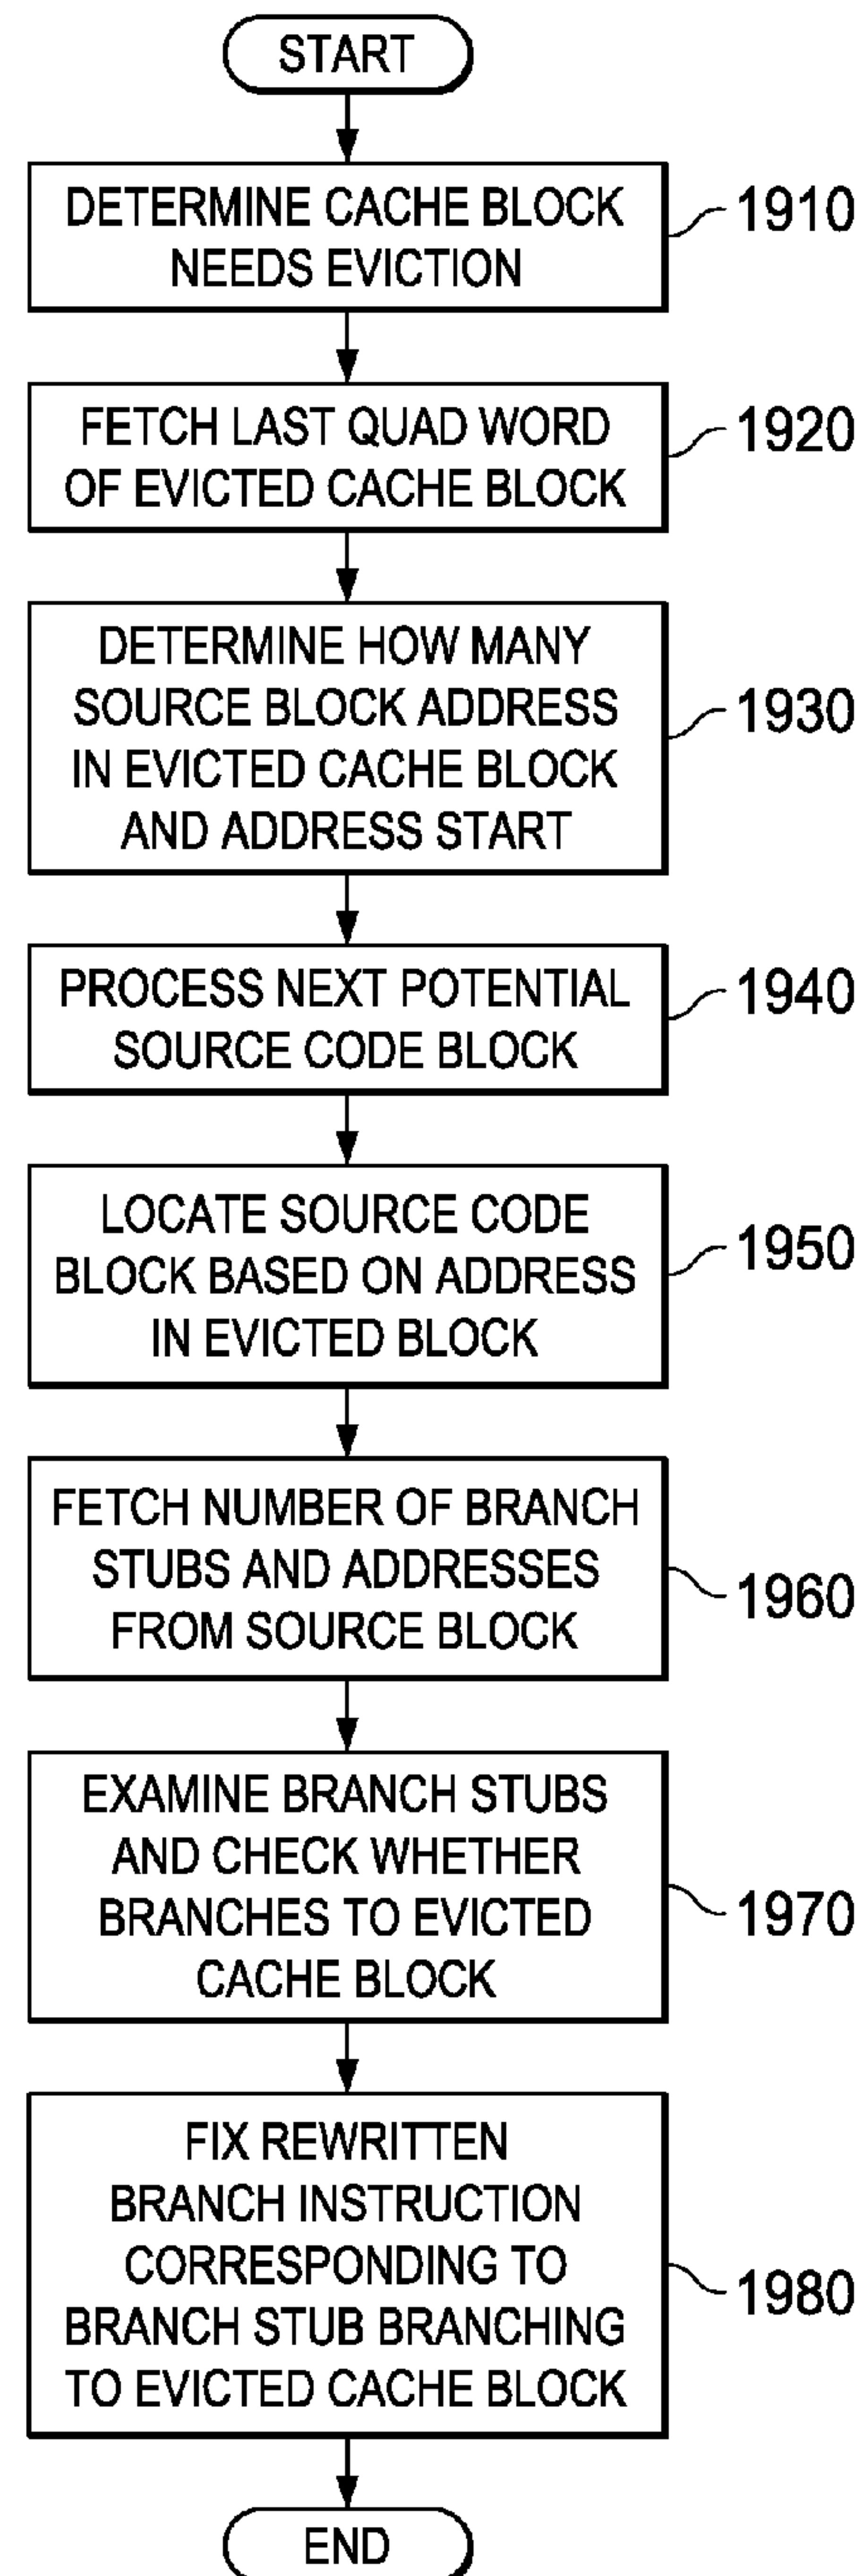 START
DETERMINE CACHE BLOCK
NEEDS EVICTION
1910
FETCH LAST QUAD WORD
OF EVICTED CACHE BLOCK
1920
DETERMINE HOW MANY
SOURCE BLOCK ADDRESS
IN EVICTED CACHE BLOCK
AND ADDRESS START
1930
PROCESS NEXT POTENTIAL
SOURCE CODE BLOCK
1940
LOCATE SOURCE CODE
BLOCK BASED ON ADDRESS
IN EVICTED BLOCK
1950
FETCH NUMBER OF BRANCH
STUBS AND ADDRESSES
FROM SOURCE BLOCK
1960
EXAMINE BRANCH STUBS
AND CHECK WHETHER
BRANCHES TO EVICTED
CACHE BLOCK
1970
FIX REWRITTEN
BRANCH INSTRUCTION
CORRESPONDING TO
BRANCH STUB BRANCHING
TO EVICTED CACHE BLOCK
1980
END